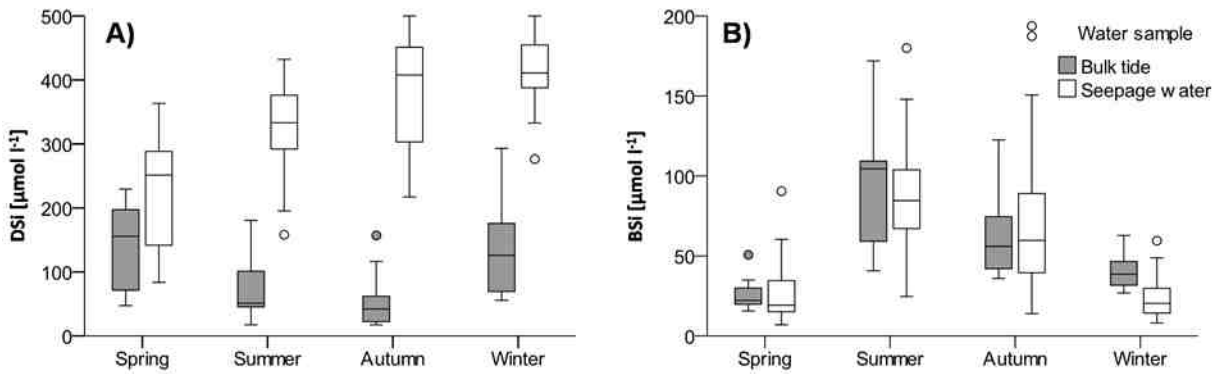 A)
DSi [µmol l⁻¹]
500
400
300
200
100
0
Spring Summer Autumn Winter
B)
BSi [µmol l⁻¹]
200
150
100
50
0
Spring Summer Autumn Winter
Water sample
Bulk tide
Seepage water